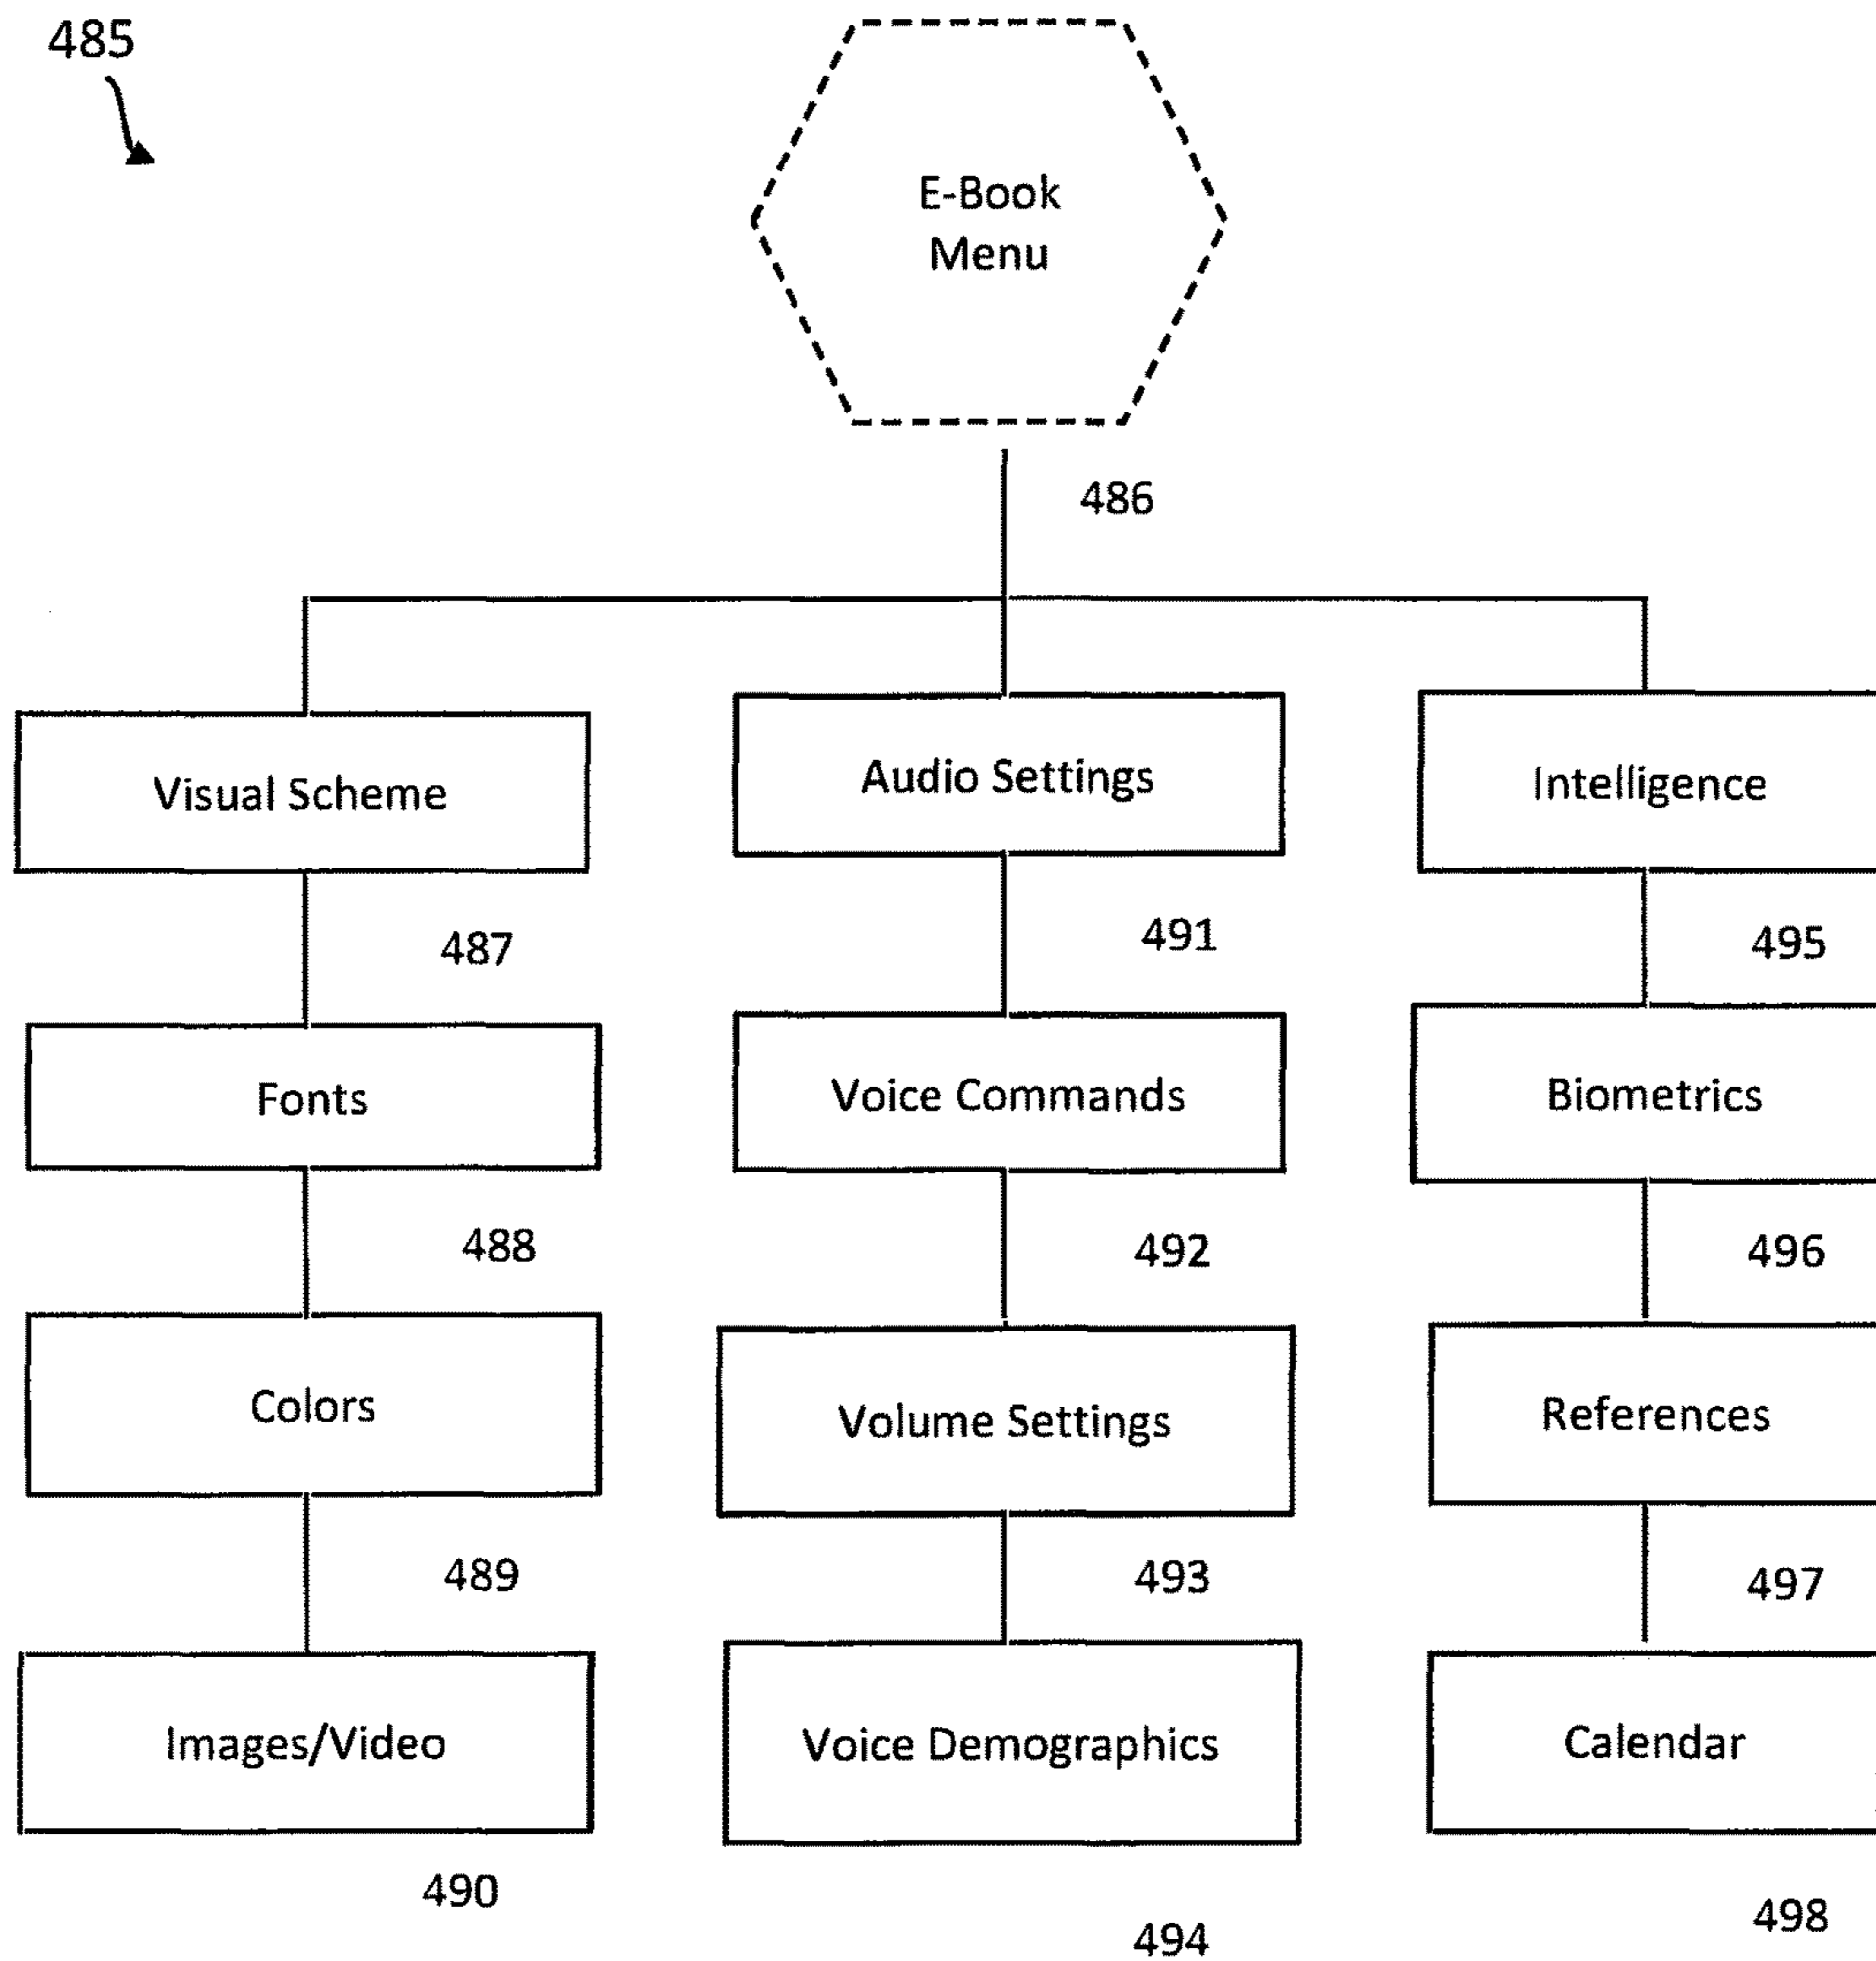 485
E-Book
Menu
486
Visual Scheme
Audio Settings
Intelligence
487
491
495
Fonts
Voice Commands
Biometrics
488
492
496
Colors
Volume Settings
References
489
493
497
Images/Video
Voice Demographics
Calendar
490
494
498